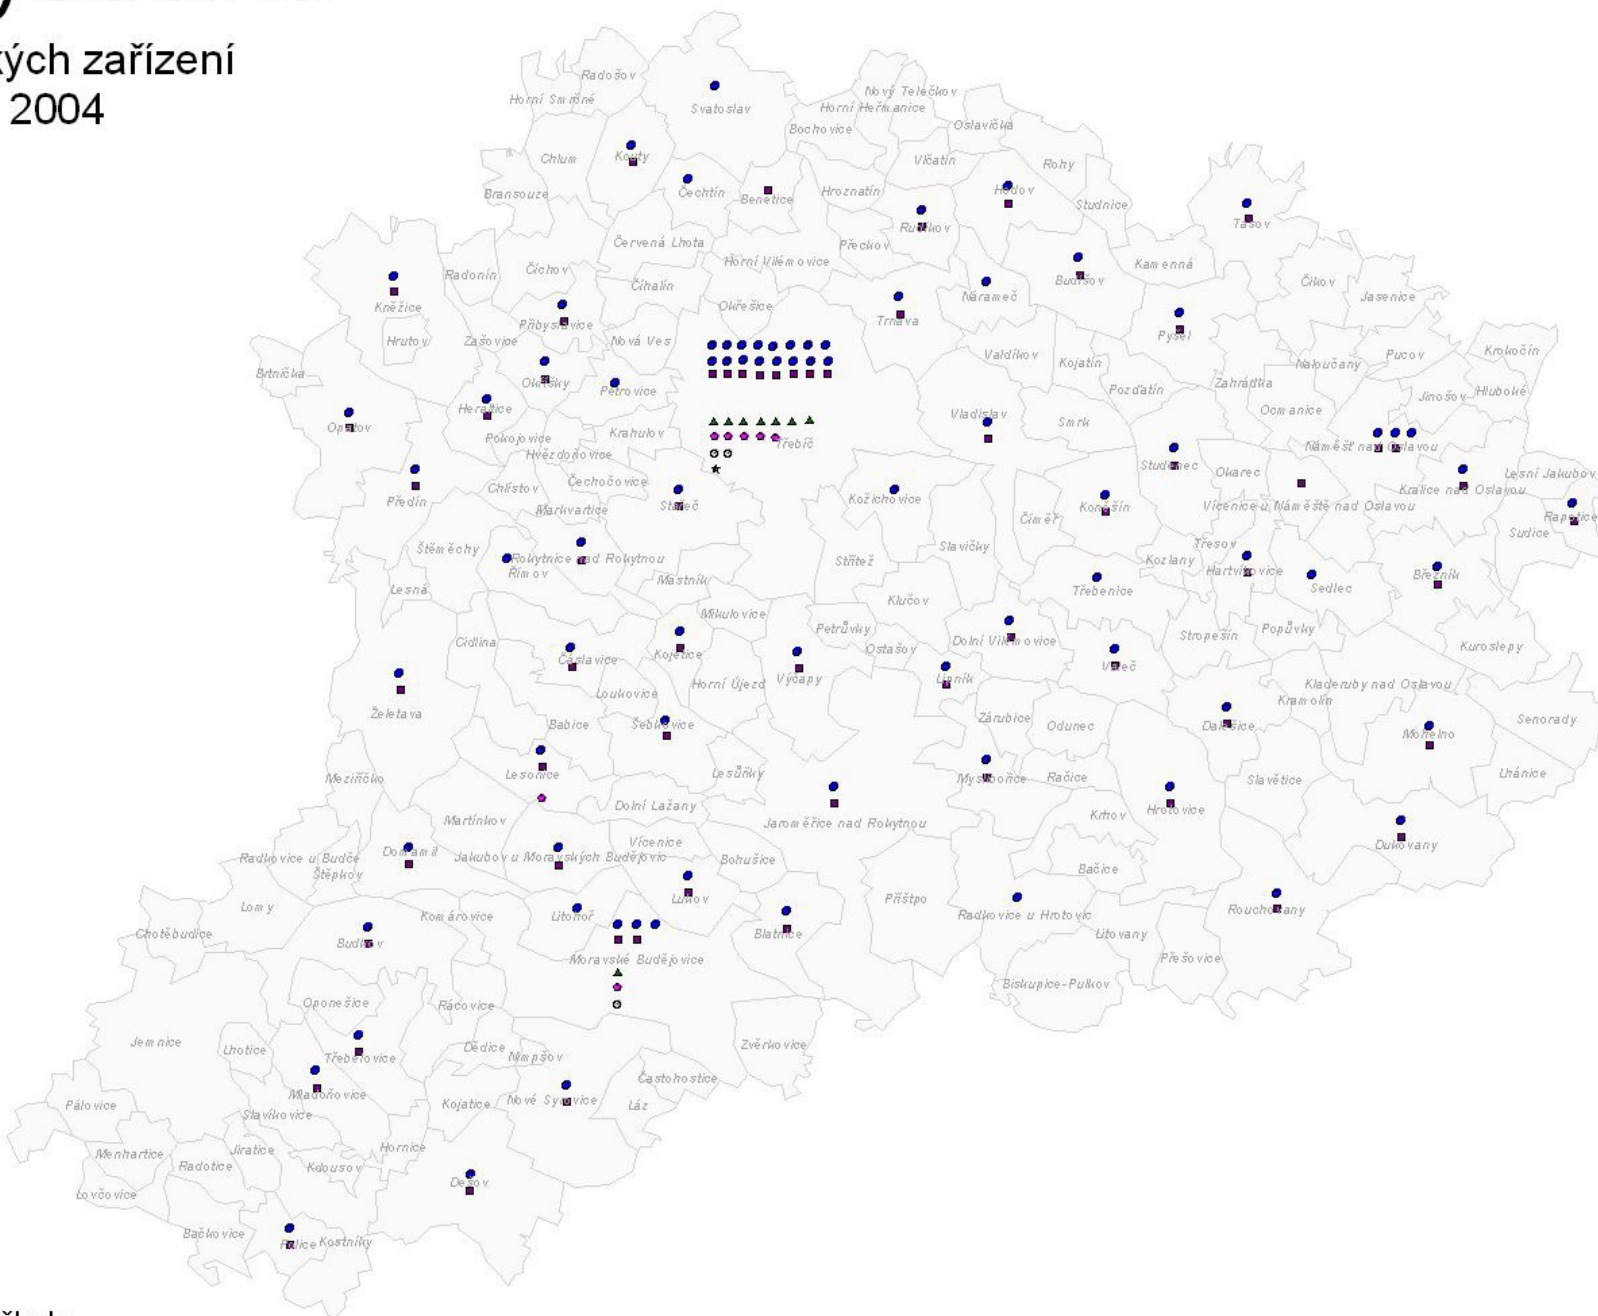 ých zařízení
2004
Radošov
Horní Smrčné
Svatoslav
Nový Telečkov
Horní Heřmanice
Bochovice
Oslavička
Chlum
Kouty
Vlčatín
Rohy
Bransouze
Čechtín
Benetice
Hroznatín
Hodov
Studnice
Rudíkov
Tasov
Červená Lhota
Přeckov
Horní Vilémovice
Kamenná
Radonín
Číchov
Číhalín
Budišov
Čikov
Jasenice
Kněžice
Okřešice
Nárameč
Přibyslavice
Trnava
Pyšel
Hrutov
Zašovice
Nová Ves
Valdíkov
Kojatín
Naloučany
Pucov
Krokočín
Brtnička
Okříšky
Petrovice
Pozďatín
Zahrádka
Jinošov
Hluboké
Heraltice
Vladislav
Smrk
Ocmanice
Opatov
Pokojovice
Krahulov
Třebíč
Náměšť nad Oslavou
Hvězdoňovice
Studenec
Okarec
Lesní Jakubov
Předín
Chlístov
Čechočovice
Kožichovice
Kralice nad Oslavou
Markvartice
Stařeč
Číměř
Koněšín
Vícenice u Náměště nad Oslavou
Rapotice
Sudice
Štěměchy
Rokytnice nad Rokytnou
Římov
Slavičky
Třesov
Střítež
Kozlany
Hartvíkovice
Březník
Lesná
Mastník
Třebenice
Sedlec
Klučov
Mikulovice
Petrůvky
Cidlina
Ostašov
Dolní Vilémovice
Stropešín
Popůvky
Kuroslepy
Čáslavice
Kojetice
Valeč
Horní Újezd
Výčapy
Lipník
Kladeruby nad Oslavou
Loukovice
Kramolín
Želetava
Babice
Šebkovice
Zárubice
Odunec
Dalešice
Mohelno
Senorady
Meziříčko
Lesonice
Lesůňky
Myslibořice
Račice
Slavětice
Lhánice
Dolní Lažany
Martínkov
Jaroměřice nad Rokytnou
Krhov
Hrotovice
Vícenice
Dukovany
Radkovice u Budče
Domamil
Jakubov u Moravských Budějovic
Bohušice
Štěpkov
Bačice
Lukov
Příštpo
Lomy
Komárovice
Litohoř
Radkovice u Hrotovic
Rouchovany
Chotěbudice
Budkov
Blatnice
Litovany
Moravské Budějovice
Přešovice
Biskupice-Pulkov
Oponešice
Rácovice
Jemnice
Lhotice
Třebelovice
Dědice
Nimpšov
Zvěrkovice
Častohostice
Mladoňovice
Pálovice
Slavíkovice
Kojatice
Nové Syrovice
Láz
Menhartice
Jiratice
Hornice
Radotice
Kdousov
Lovčovice
Dešov
Bačkovice
Police
Kostníky